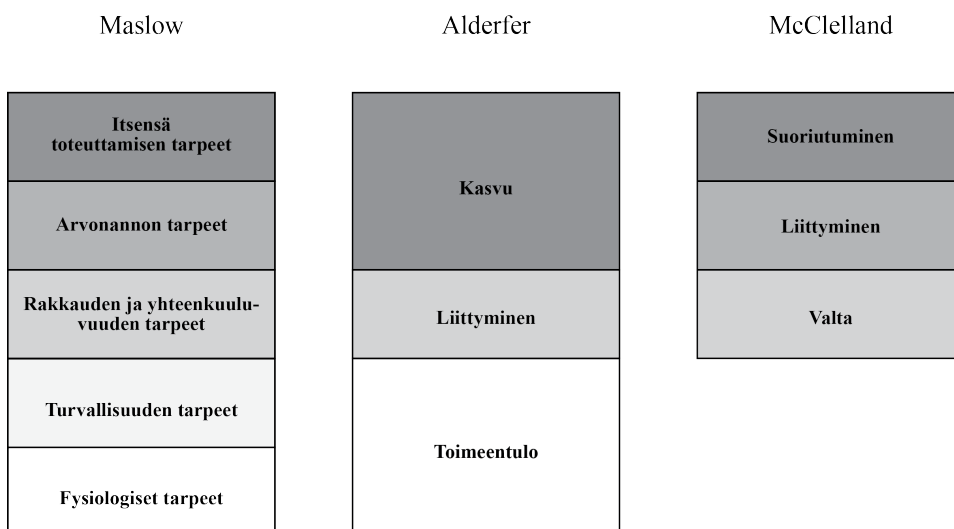 Maslow
Alderfer
McClelland
Itsensä
toteuttamisen tarpeet
Arvonannon tarpeet
Rakkauden ja yhteenkuulu-
vuuden tarpeet
Turvallisuuden tarpeet
Fysiologiset tarpeet
Kasvu
Liittyminen
Toimeentulo
Suoriutuminen
Liittyminen
Valta